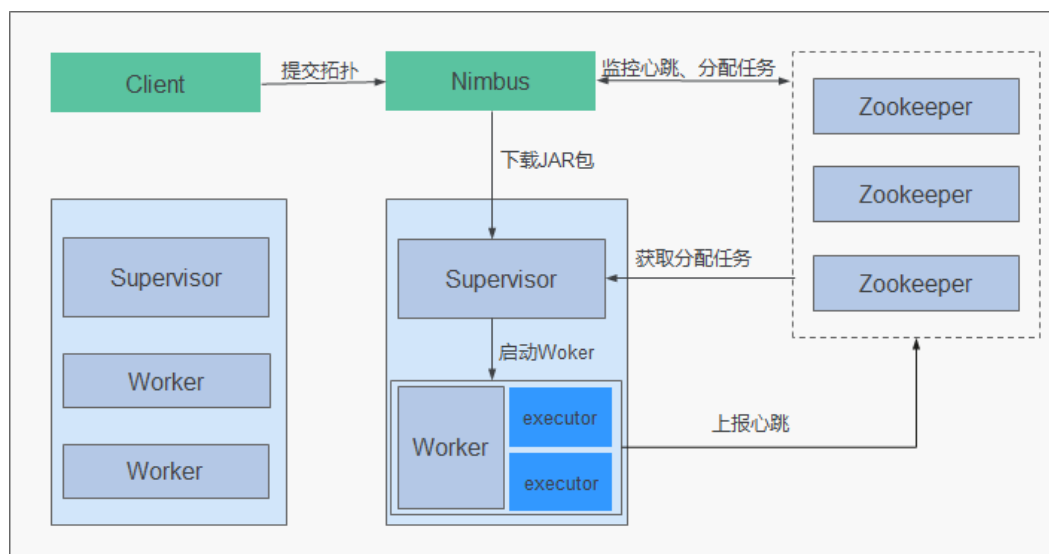 Client
提交拓扑
Nimbus
监控心跳、分配任务
Zookeeper
Zookeeper
Zookeeper
下载JAR包
Supervisor
Worker
Worker
Supervisor
获取分配任务
启动Woker
Worker
executor
executor
上报心跳